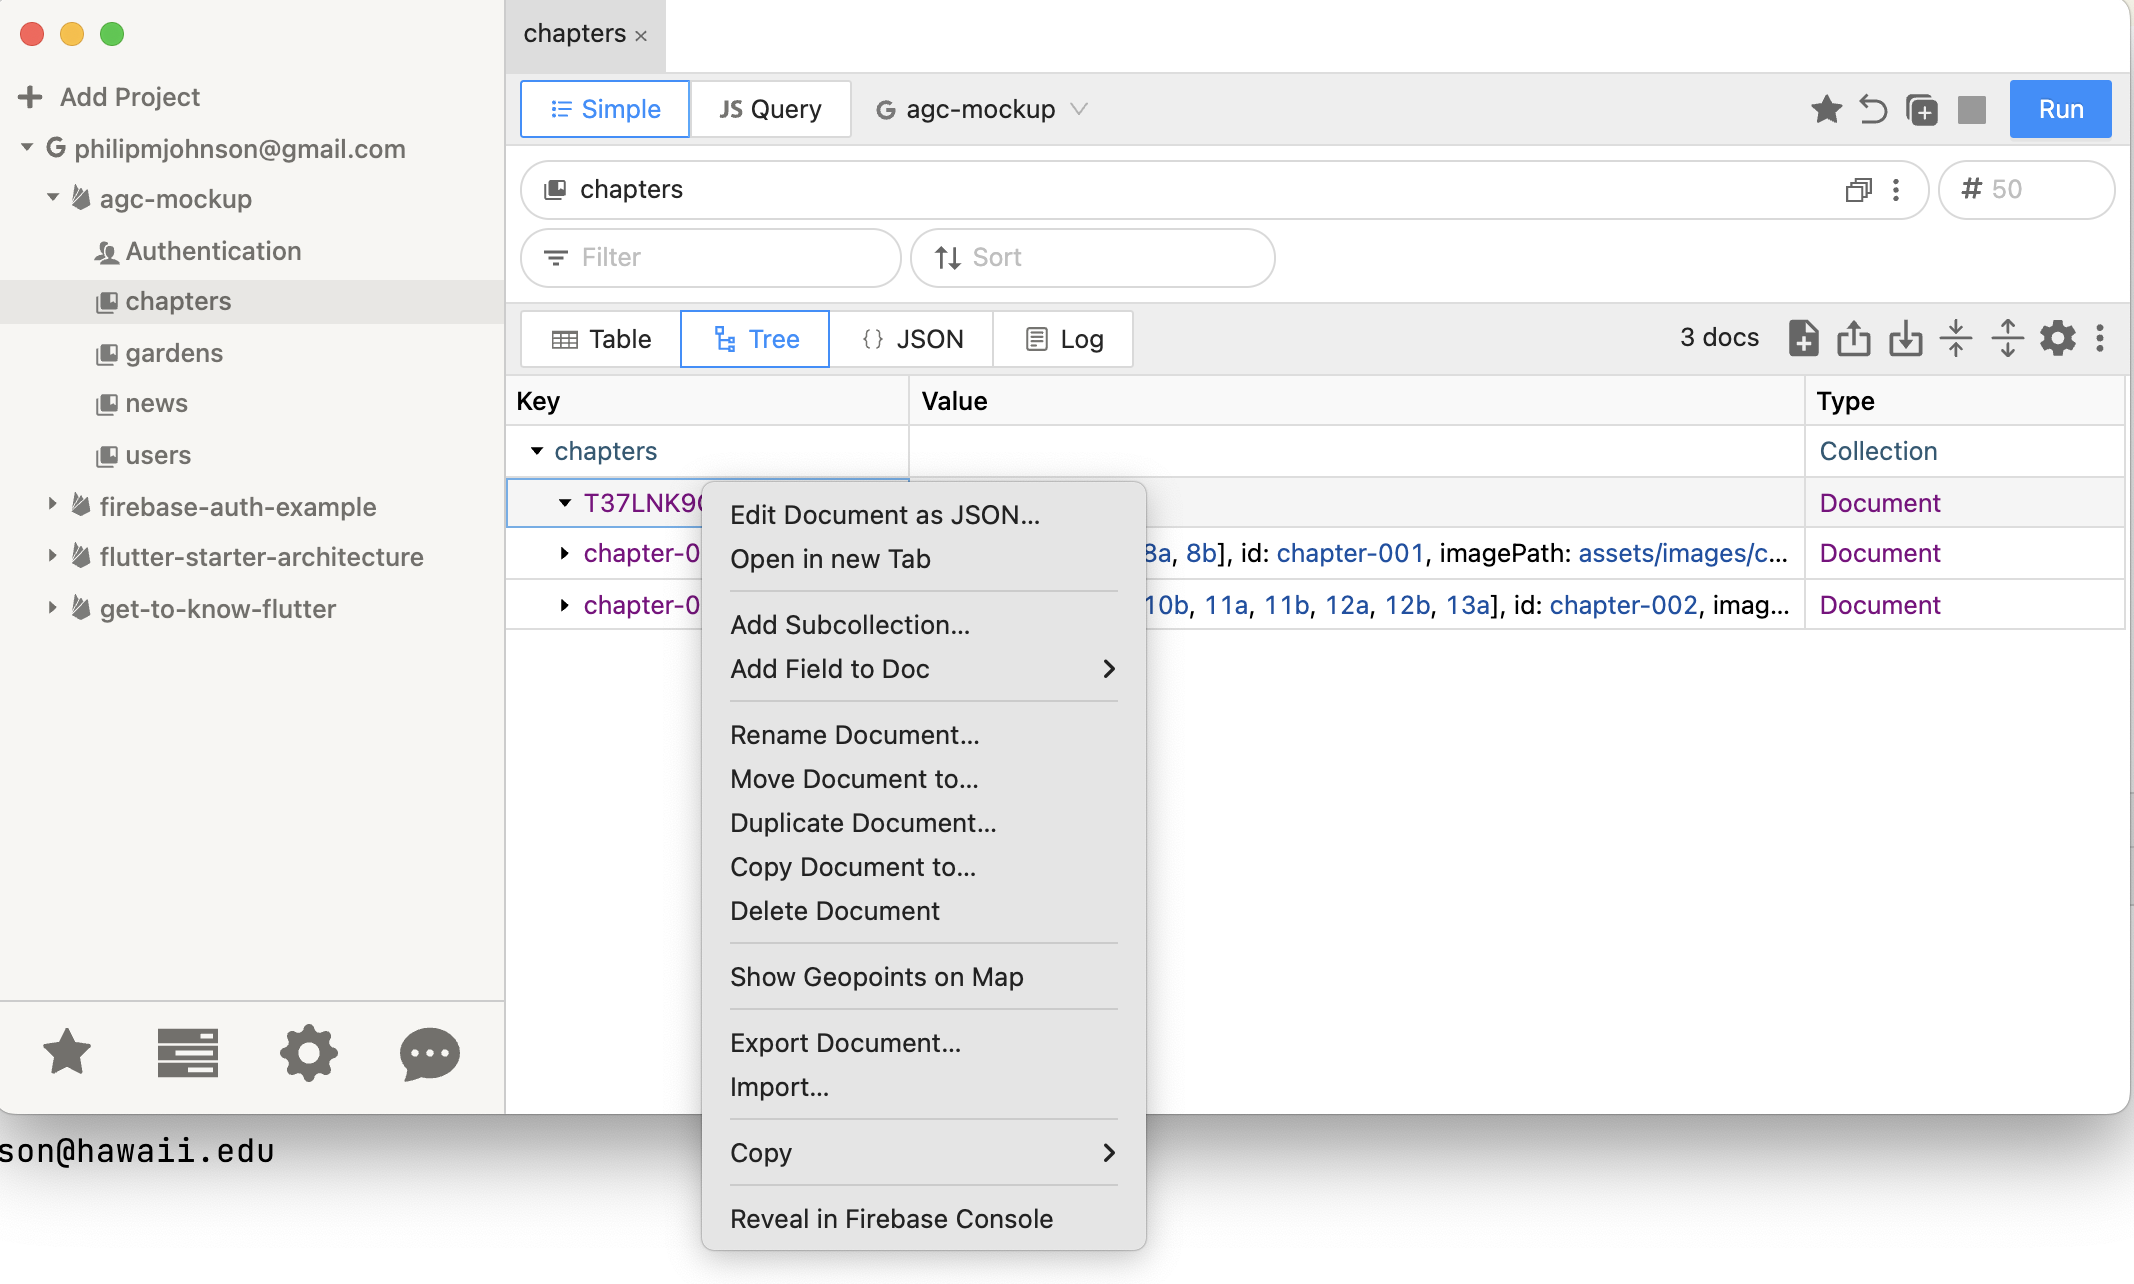 Add Project
philipmjohnson@gmail.com
agc-mockup
Authentication
chapters
gardens
news
users
firebase-auth-example
flutter-starter-architecture
get-to-know-flutter
chapters ×
Simple
JS Query
G agc-mockup
Run
chapters
# 50
Filter
Sort
Table
Tree
{} JSON
Log
3 docs
Key Value Type
chapters Collection
T37LNK9 Document
chapter-0 8a, 8b], id: chapter-001, imagePath: assets/images/c... Document
chapter-0 10b, 11a, 11b, 12a, 12b, 13a], id: chapter-002, imag... Document
Edit Document as JSON...
Open in new Tab
Add Subcollection...
Add Field to Doc
Rename Document...
Move Document to...
Duplicate Document...
Copy Document to...
Delete Document
Show Geopoints on Map
Export Document...
Import...
Copy
Reveal in Firebase Console
son@hawaii.edu